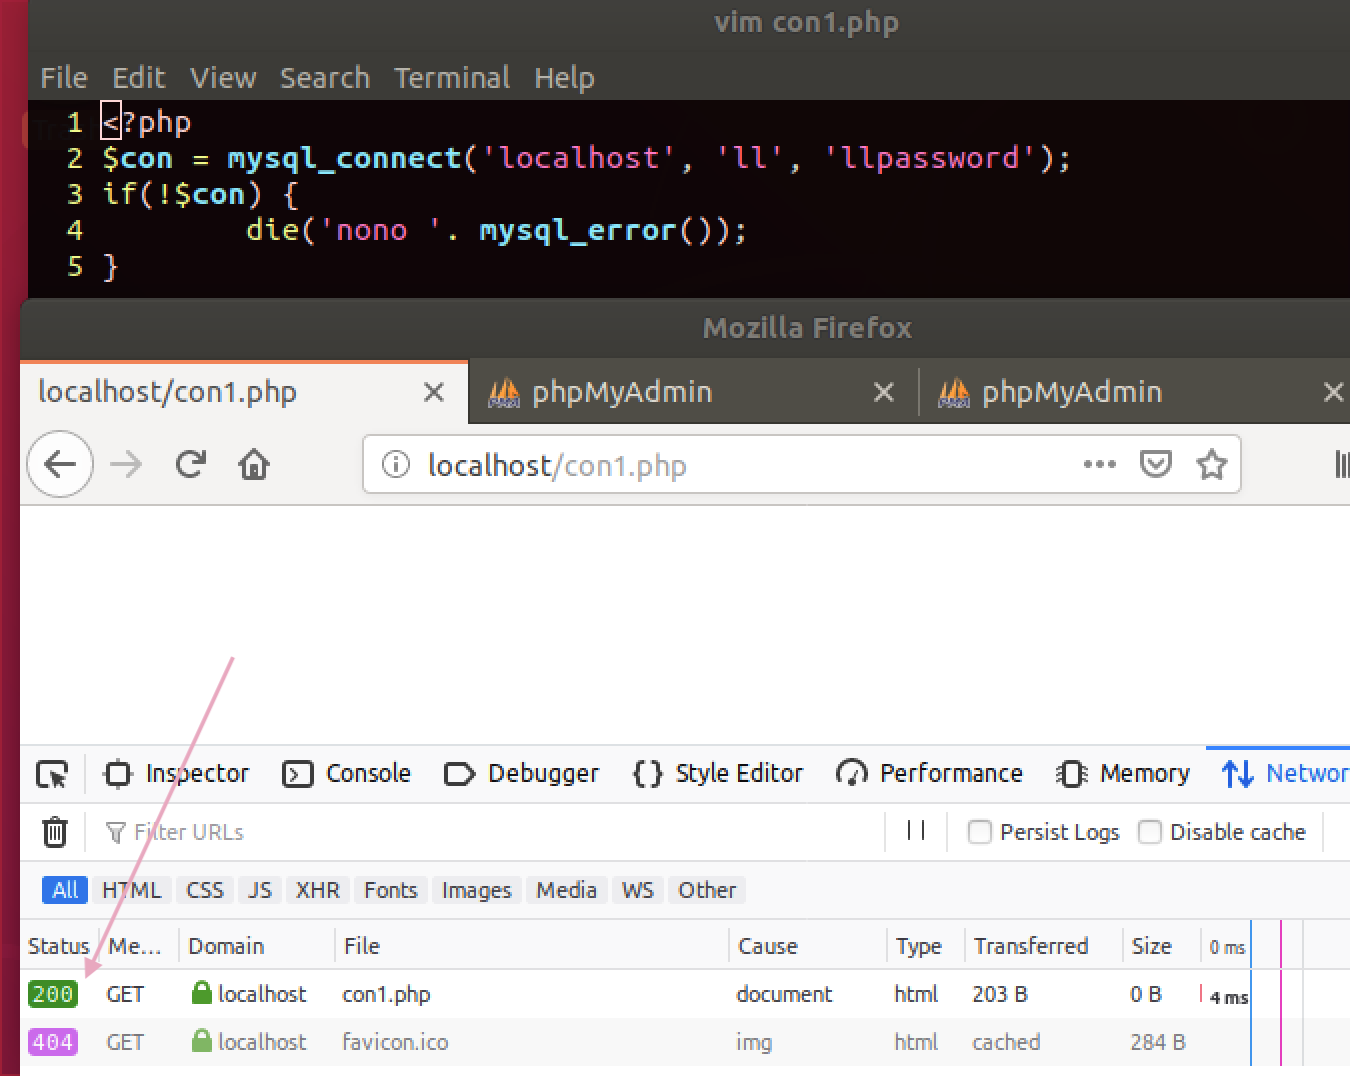 vim con1.php
File Edit View Search Terminal Help
1 <?php
2 $con = mysql_connect('localhost', 'll', 'llpassword');
3 if(!$con) {
4         die('nono '. mysql_error());
5 }
Mozilla Firefox
localhost/con1.php phpMyAdmin phpMyAdmin
localhost/con1.php
Inspector Console Debugger Style Editor Performance Memory Networ
Filter URLs Persist Logs Disable cache
All HTML CSS JS XHR Fonts Images Media WS Other
Status Me... Domain File Cause Type Transferred Size 0 ms
200 GET localhost con1.php document html 203 B 0 B 4 ms
404 GET localhost favicon.ico img html cached 284 B